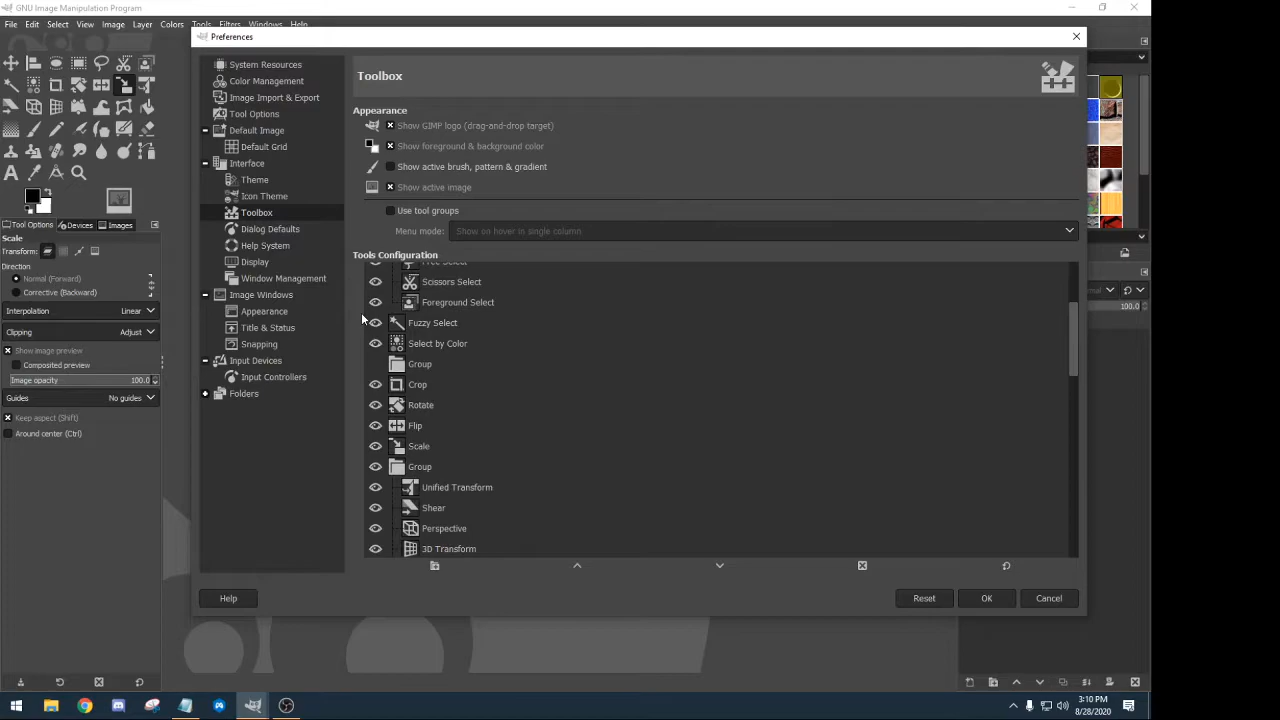 GNU Image Manipulation Program
File Edit Select View Image Layer Colors Tools Filters Windows Help
Preferences
System Resources
Color Management
Image Import & Export
Tool Options
Default Image
Default Grid
Interface
Theme
Icon Theme
Toolbox
Dialog Defaults
Help System
Display
Window Management
Image Windows
Appearance
Title & Status
Snapping
Input Devices
Input Controllers
Folders
Toolbox
Appearance
Show GIMP logo (drag-and-drop target)
Show foreground & background color
Show active brush, pattern & gradient
Show active image
Use tool groups
Menu mode: Show on hover in single column
Tools Configuration
Free Select
Scissors Select
Foreground Select
Fuzzy Select
Select by Color
Group
Crop
Rotate
Flip
Scale
Group
Unified Transform
Shear
Perspective
3D Transform
Help Reset OK Cancel
Tool Options Devices Images
Scale
Transform:
Direction
Normal (Forward)
Corrective (Backward)
Interpolation Linear
Clipping Adjust
Show image preview
Composited preview
Image opacity 100.0
Guides No guides
Keep aspect (Shift)
Around center (Ctrl)
100.0
3:10 PM
8/28/2020